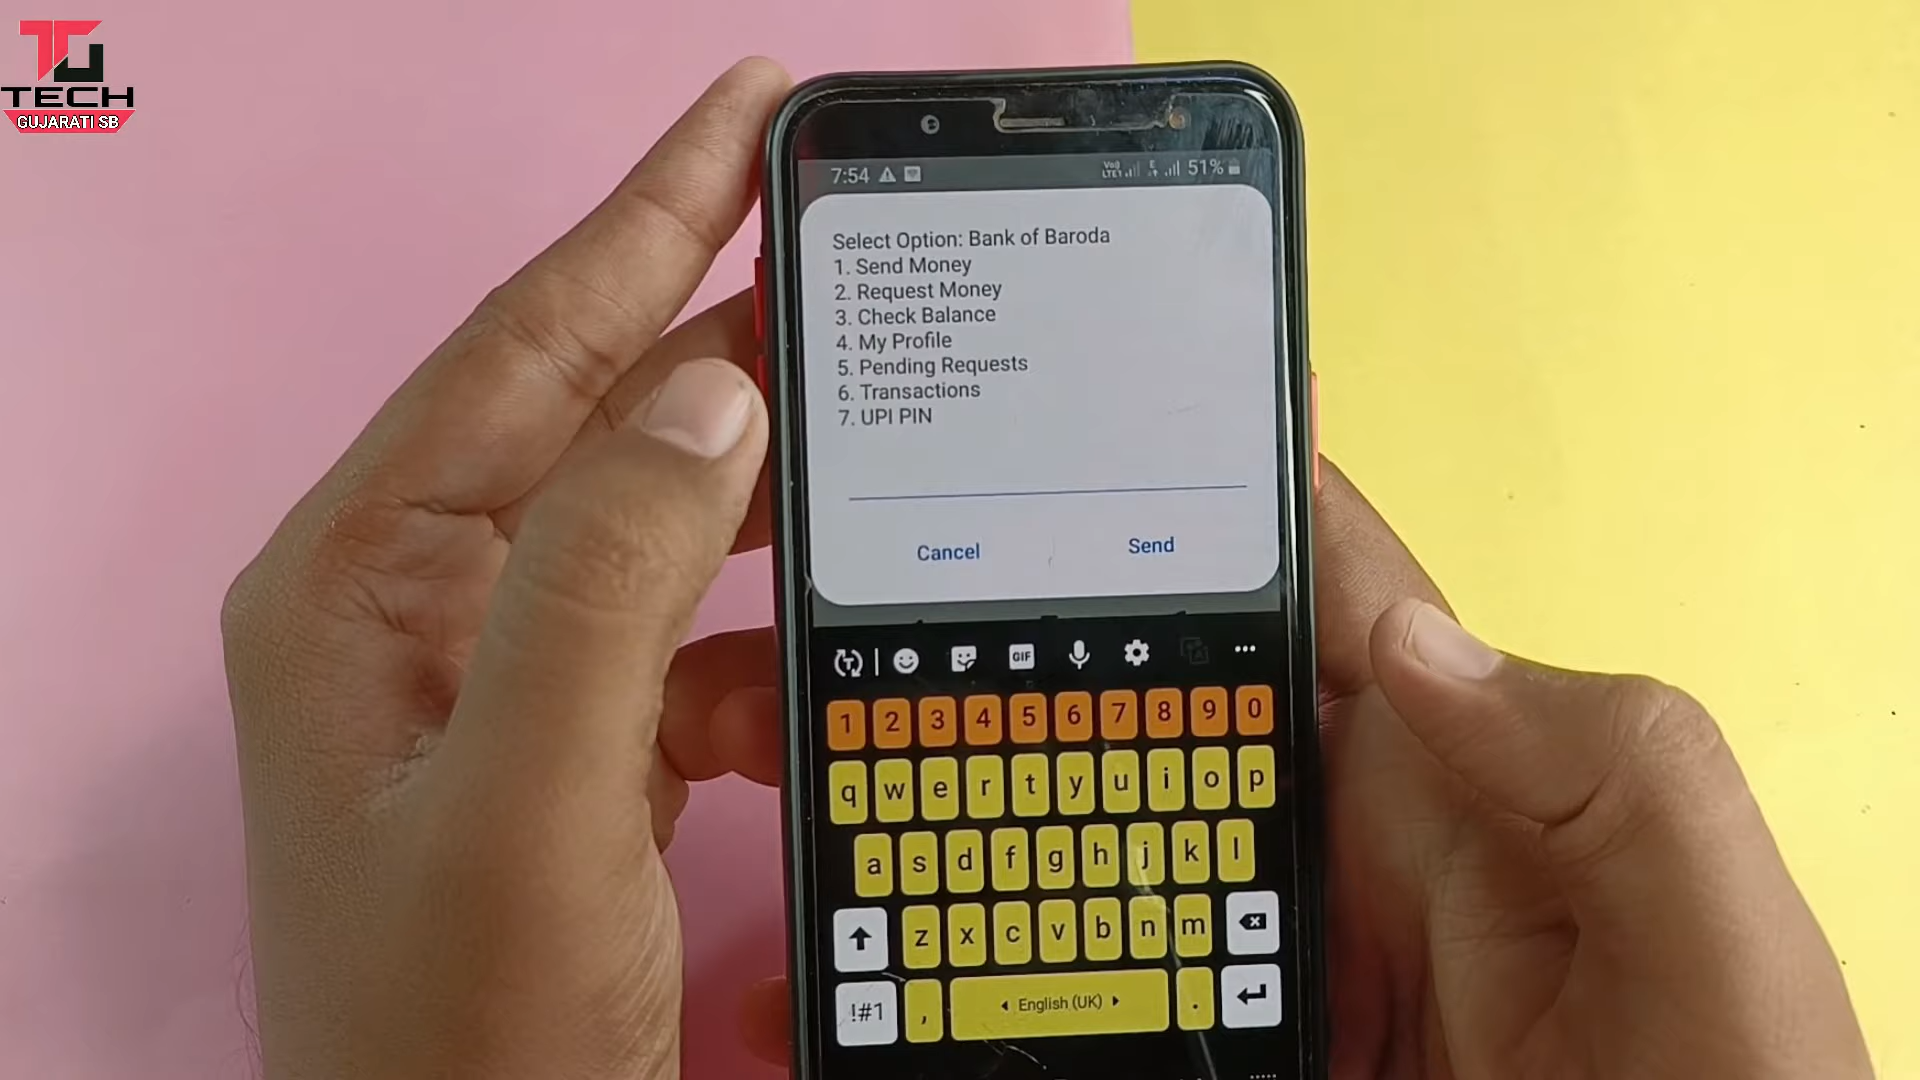 TECH
GUJARATI SB
7:54 51%
Select Option: Bank of Baroda
1. Send Money
2. Request Money
3. Check Balance
4. My Profile
5. Pending Requests
6. Transactions
7. UPI PIN
Cancel Send
GIF
1 2 3 4 5 6 7 8 9 0
q w e r t y u i o p
a s d f g h j k l
z x c v b n m
!#1 , English (UK) .